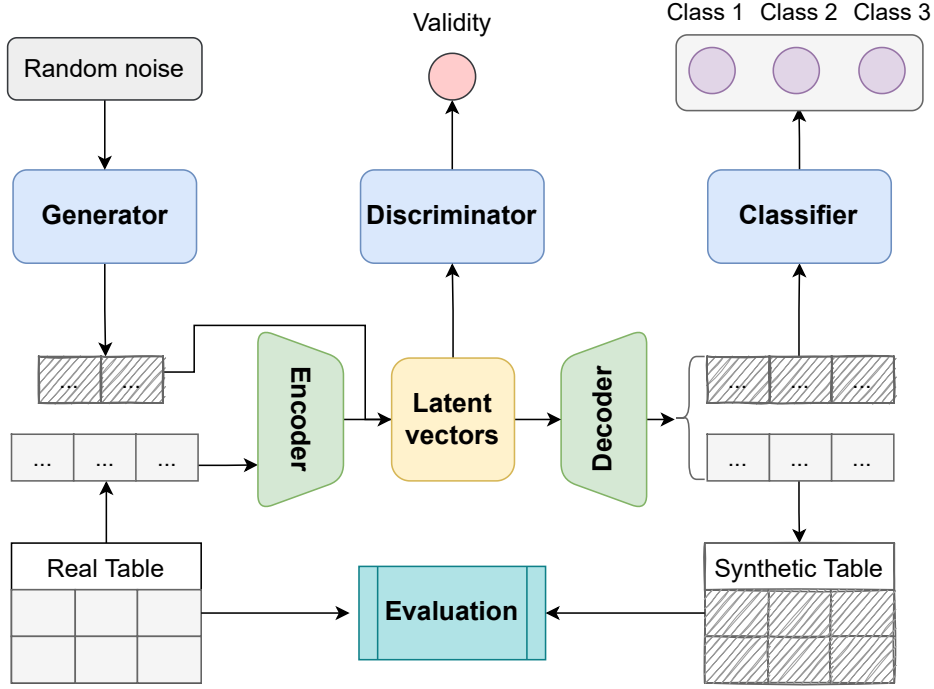 Class 1 Class 2 Class 3
Validity
Random noise
Generator
Discriminator
Classifier
... ...
Encoder
Latent
vectors
Decoder
... ... ...
... ... ...
... ... ...
Real Table
Synthetic Table
Evaluation